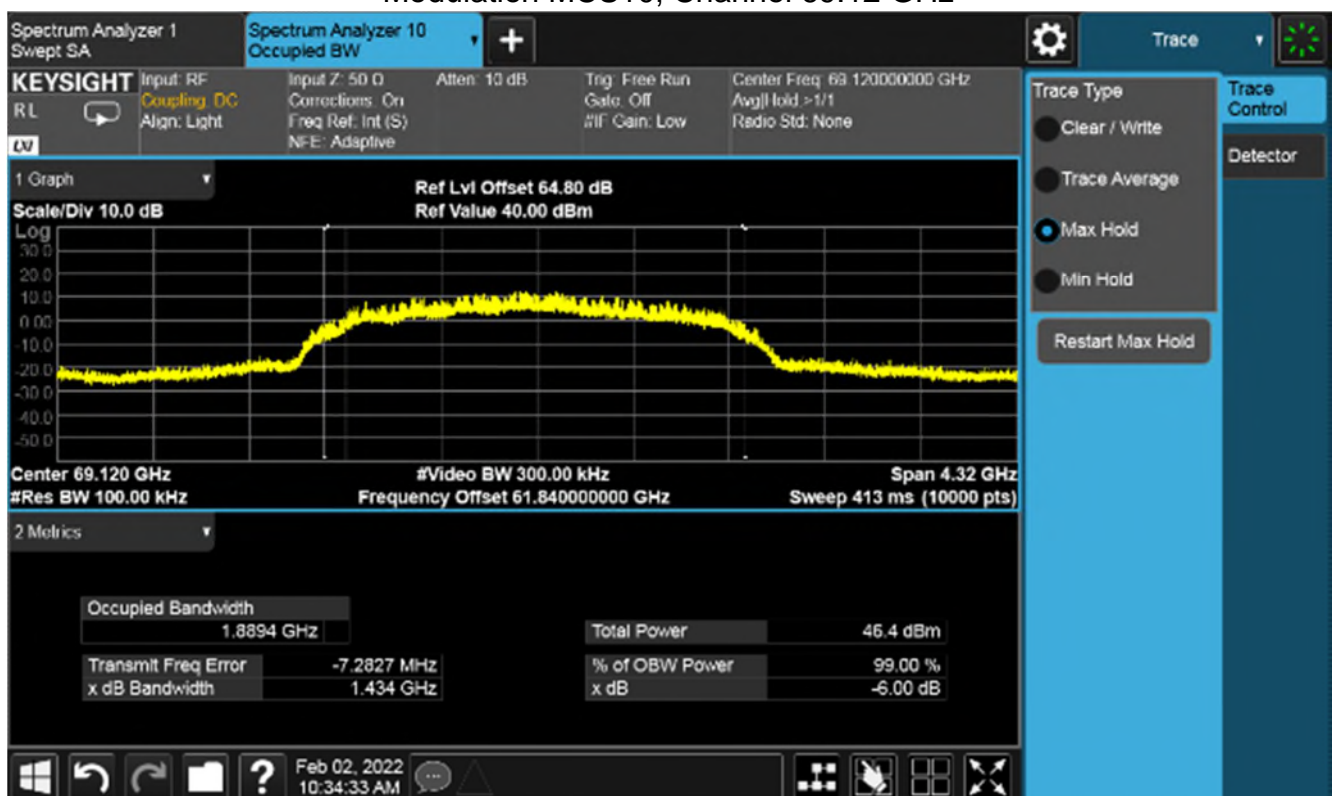 Modulation MCS10, Channel 69.12 GHz
Spectrum Analyzer 1
Swept SA
Spectrum Analyzer 10
Occupied BW
+
Trace
KEYSIGHT
RL
LXI
Input: RF
Coupling: DC
Align: Light
Input Z: 50 Ω
Corrections: On
Freq Ref: Int (S)
NFE: Adaptive
Atten: 10 dB
Trig: Free Run
Gate: Off
#IF Gain: Low
Center Freq: 69.120000000 GHz
Avg|Hold:>1/1
Radio Std: None
Trace Type
Clear / Write
Trace Average
Max Hold
Min Hold
Restart Max Hold
Trace
Control
Detector
1 Graph
Scale/Div 10.0 dB
Ref Lvl Offset 64.80 dB
Ref Value 40.00 dBm
Log
30.0
20.0
10.0
0.00
-10.0
-20.0
-30.0
-40.0
-50.0
Center 69.120 GHz
#Video BW 300.00 kHz
Span 4.32 GHz
#Res BW 100.00 kHz
Frequency Offset 61.840000000 GHz
Sweep 413 ms (10000 pts)
2 Metrics
Occupied Bandwidth
1.8894 GHz
Total Power 46.4 dBm
Transmit Freq Error -7.2827 MHz
% of OBW Power 99.00 %
x dB Bandwidth 1.434 GHz
x dB -6.00 dB
?
Feb 02, 2022
10:34:33 AM